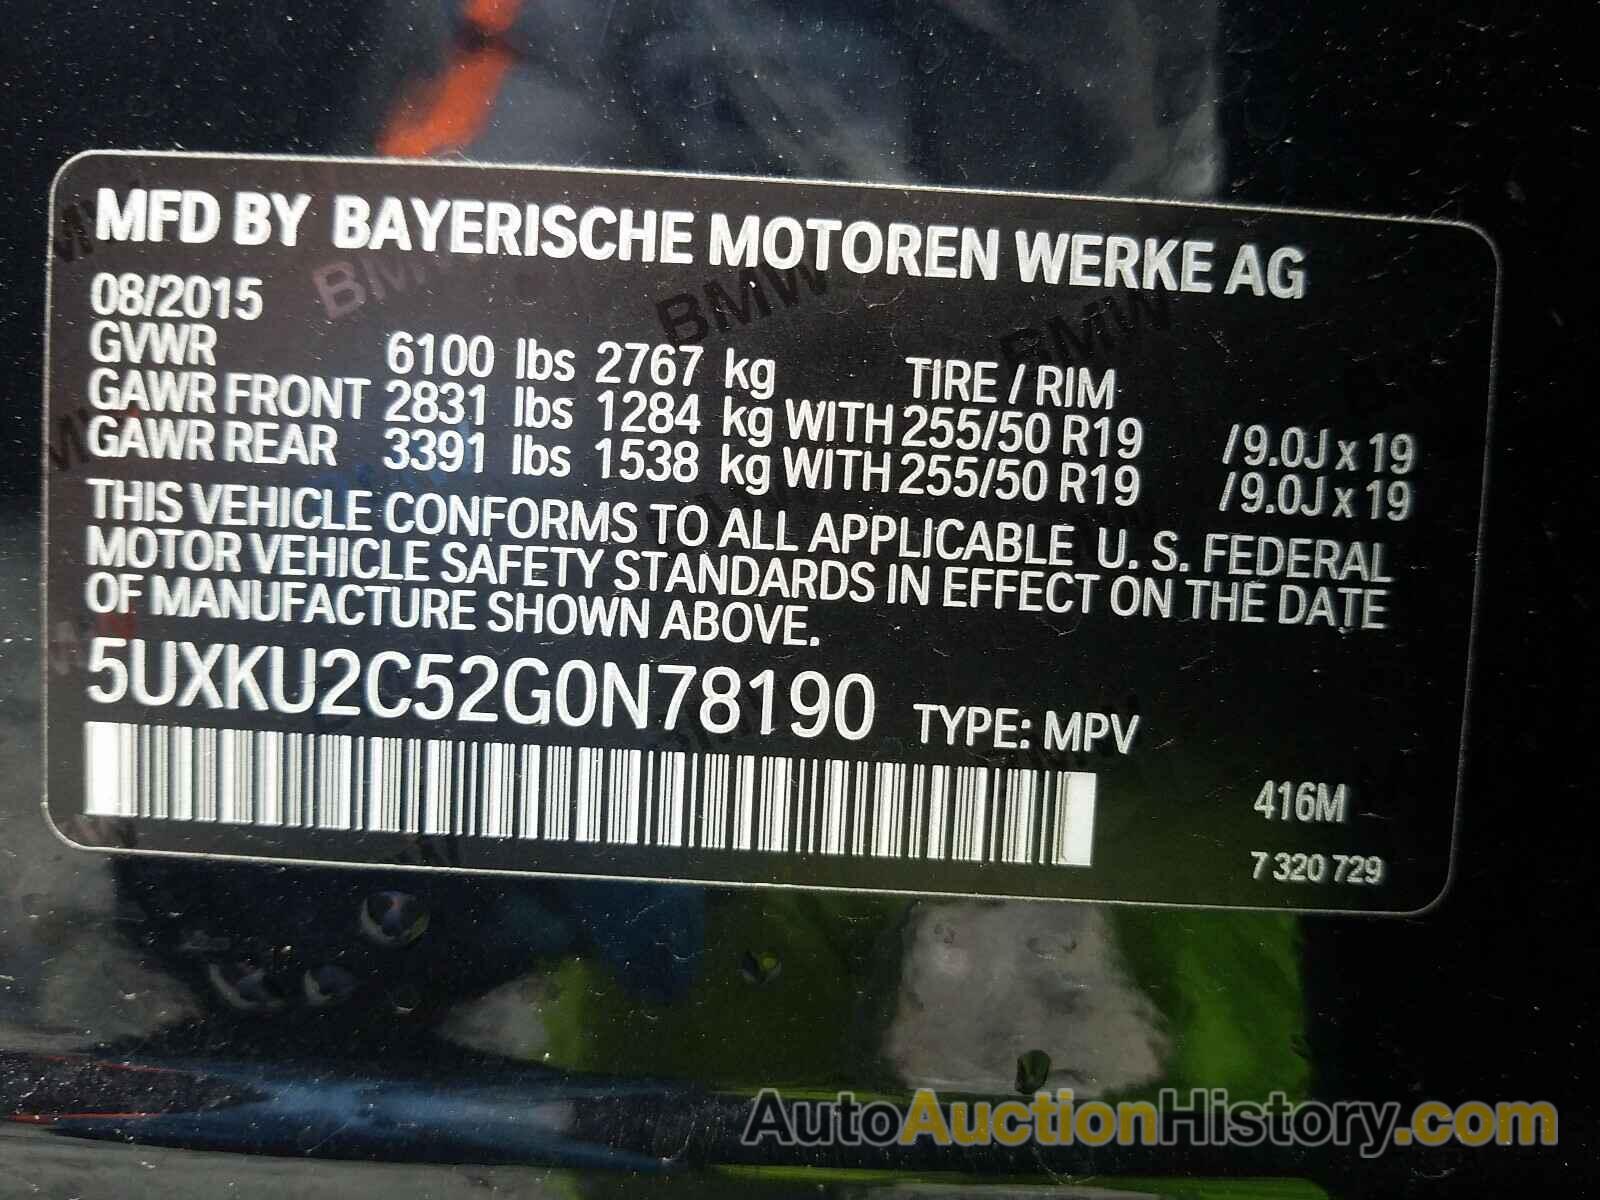 MFD BY BAYERISCHE MOTOREN WERKE AG
08/2015
GVWR 6100 lbs 2767 kg TIRE / RIM
GAWR FRONT 2831 lbs 1284 kg WITH 255/50 R19 /9.0J x 19
GAWR REAR 3391 lbs 1538 kg WITH 255/50 R19 /9.0J x 19
THIS VEHICLE CONFORMS TO ALL APPLICABLE U. S. FEDERAL
MOTOR VEHICLE SAFETY STANDARDS IN EFFECT ON THE DATE
OF MANUFACTURE SHOWN ABOVE.
5UXKU2C52G0N78190 TYPE: MPV
416M
7 320 729
BMW BMW BMW
AutoAuctionHistory.com